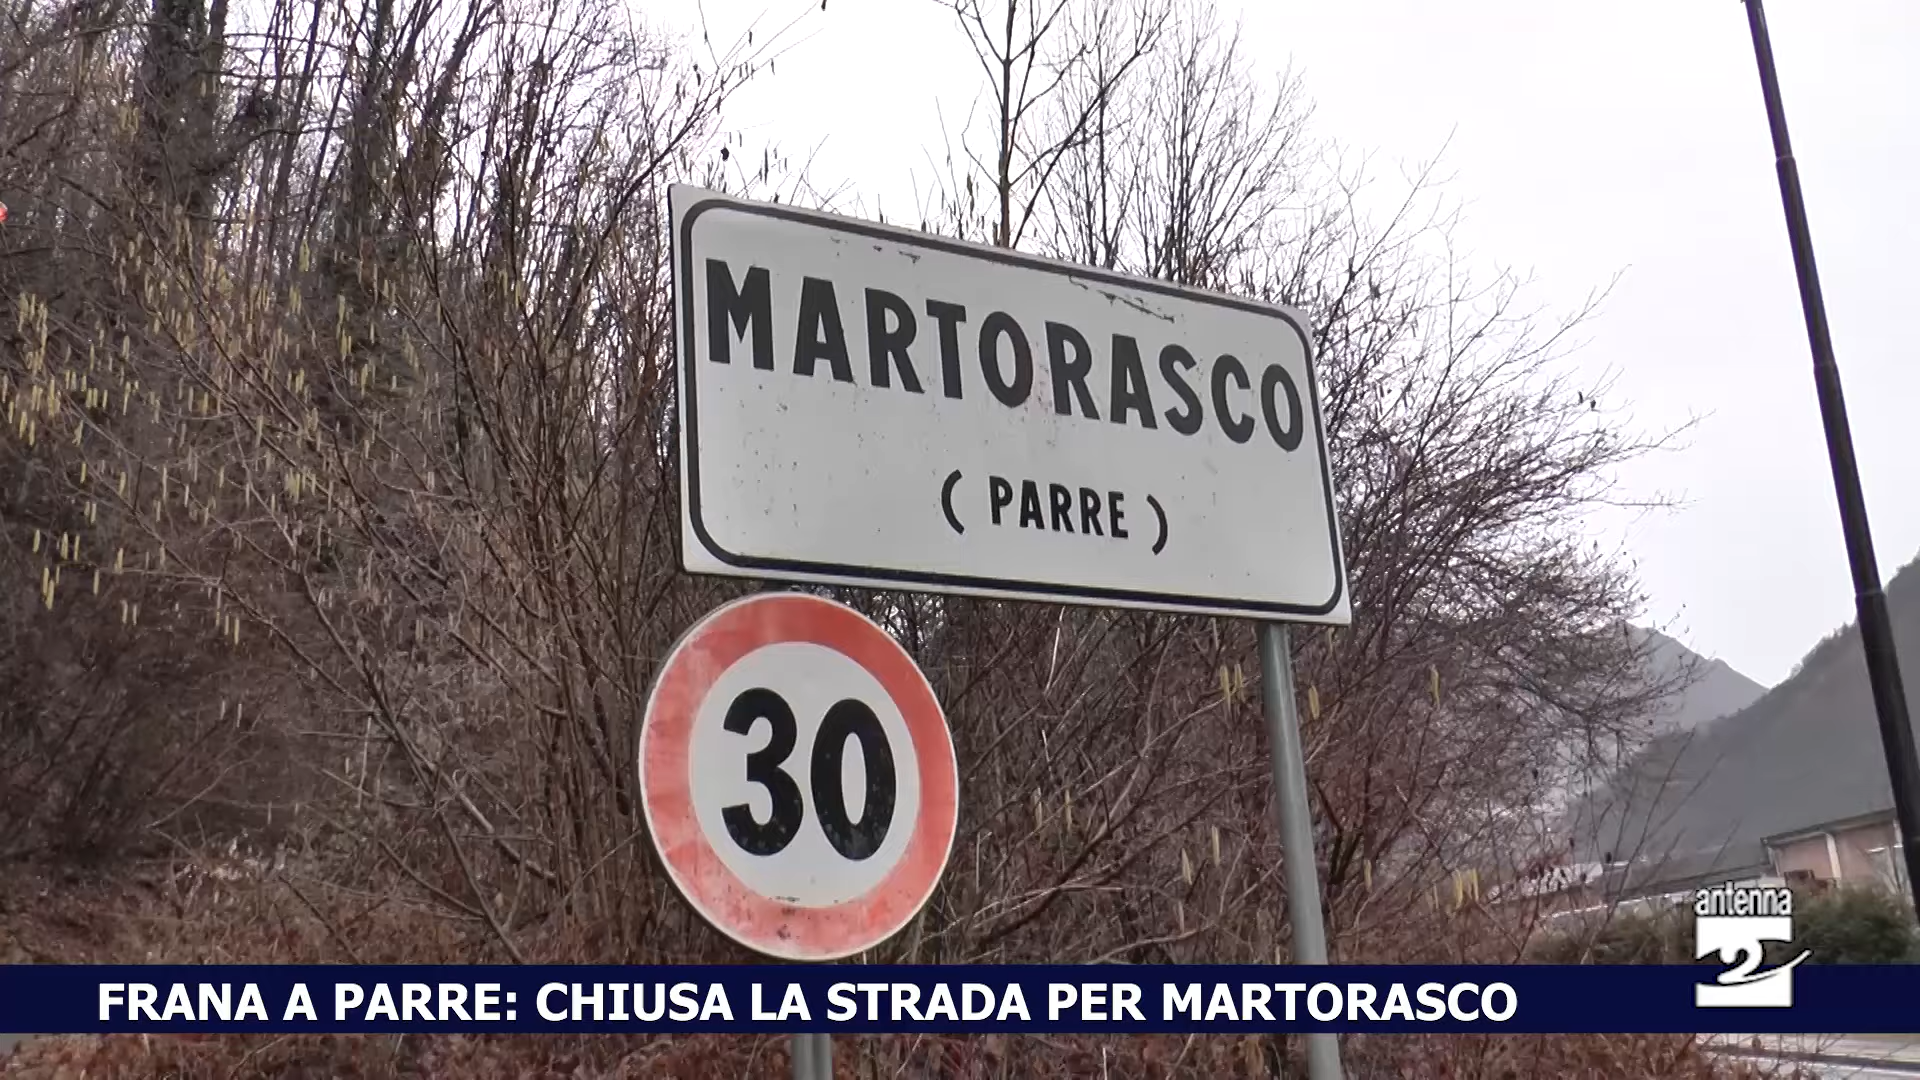 MARTORASCO
( PARRE )
30
antenna
2
FRANA A PARRE: CHIUSA LA STRADA PER MARTORASCO